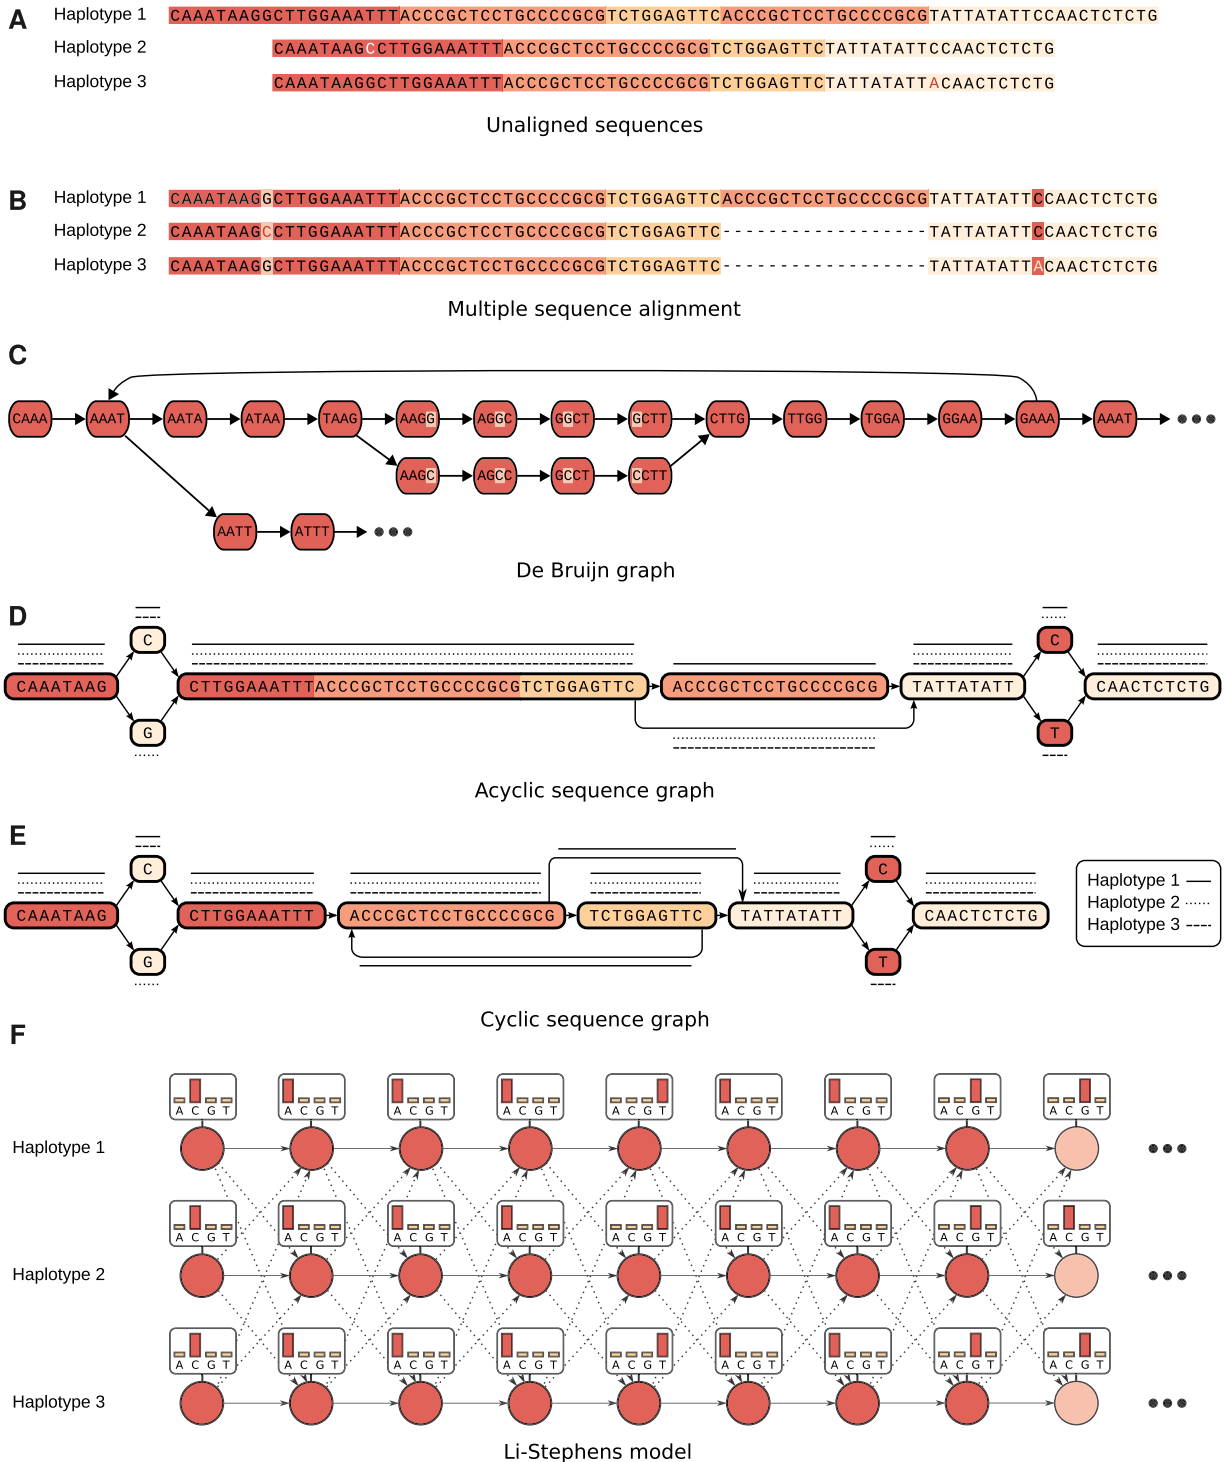 A
Haplotype 1 CAAATAAGGCTTGGAAATTTACCCGCTCCTGCCCCGCGTCTGGAGTTCACCCGCTCCTGCCCCGCGTATTATATTCCAACTCTCTG
Haplotype 2 CAAATAAGCCTTGGAAATTTACCCGCTCCTGCCCCGCGTCTGGAGTTCTATTATATTCCAACTCTCTG
Haplotype 3 CAAATAAGGCTTGGAAATTTACCCGCTCCTGCCCCGCGTCTGGAGTTCTATTATATTACAACTCTCTG
Unaligned sequences
B
Haplotype 1 CAAATAAGGCTTGGAAATTTACCCGCTCCTGCCCCGCGTCTGGAGTTCACCCGCTCCTGCCCCGCGTATTATATTCCAACTCTCTG
Haplotype 2 CAAATAAGCCTTGGAAATTTACCCGCTCCTGCCCCGCGTCTGGAGTTC------------------TATTATATTCCAACTCTCTG
Haplotype 3 CAAATAAGGCTTGGAAATTTACCCGCTCCTGCCCCGCGTCTGGAGTTC------------------TATTATATTACAACTCTCTG
Multiple sequence alignment
C
CAAA AAAT AATA ATAA TAAG AAGG AGGC GGCT GCTT CTTG TTGG TGGA GGAA GAAA AAAT
AAGC AGCC GCCT CCTT
AATT ATTT
De Bruijn graph
D
C C
CAAATAAG CTTGGAAATTTACCCGCTCCTGCCCCGCGTCTGGAGTTC ACCCGCTCCTGCCCCGCG TATTATATT CAACTCTCTG
G T
Acyclic sequence graph
E
C C
CAAATAAG CTTGGAAATTT ACCCGCTCCTGCCCCGCG TCTGGAGTTC TATTATATT CAACTCTCTG
G T
Haplotype 1
Haplotype 2
Haplotype 3
Cyclic sequence graph
F
A C G T A C G T A C G T A C G T A C G T A C G T A C G T A C G T A C G T
Haplotype 1
A C G T A C G T A C G T A C G T A C G T A C G T A C G T A C G T A C G T
Haplotype 2
A C G T A C G T A C G T A C G T A C G T A C G T A C G T A C G T A C G T
Haplotype 3
Li-Stephens model